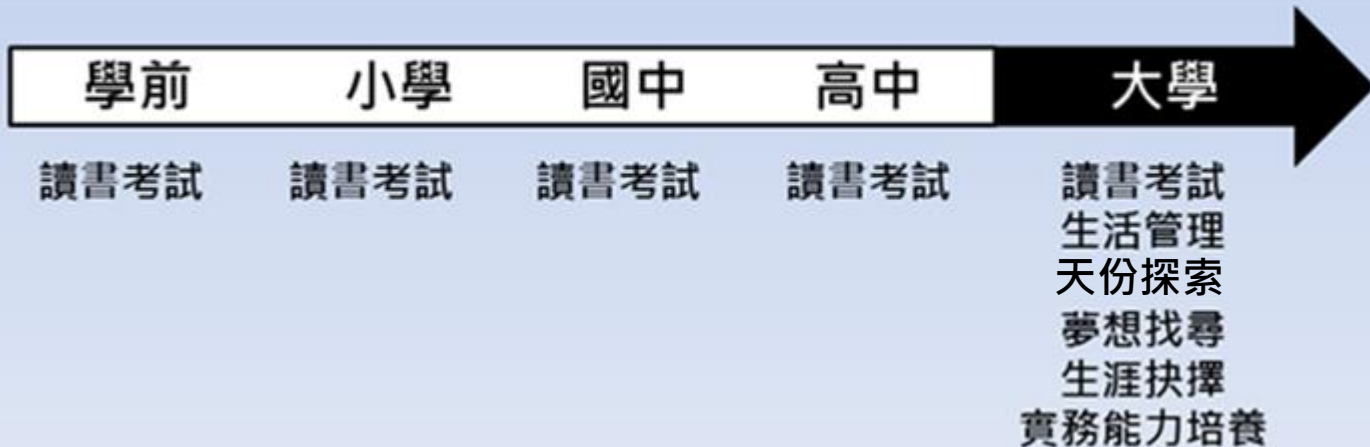 學前 小學 國中 高中 大學
讀書考試 讀書考試 讀書考試 讀書考試 讀書考試
生活管理
天份探索
夢想找尋
生涯抉擇
實務能力培養